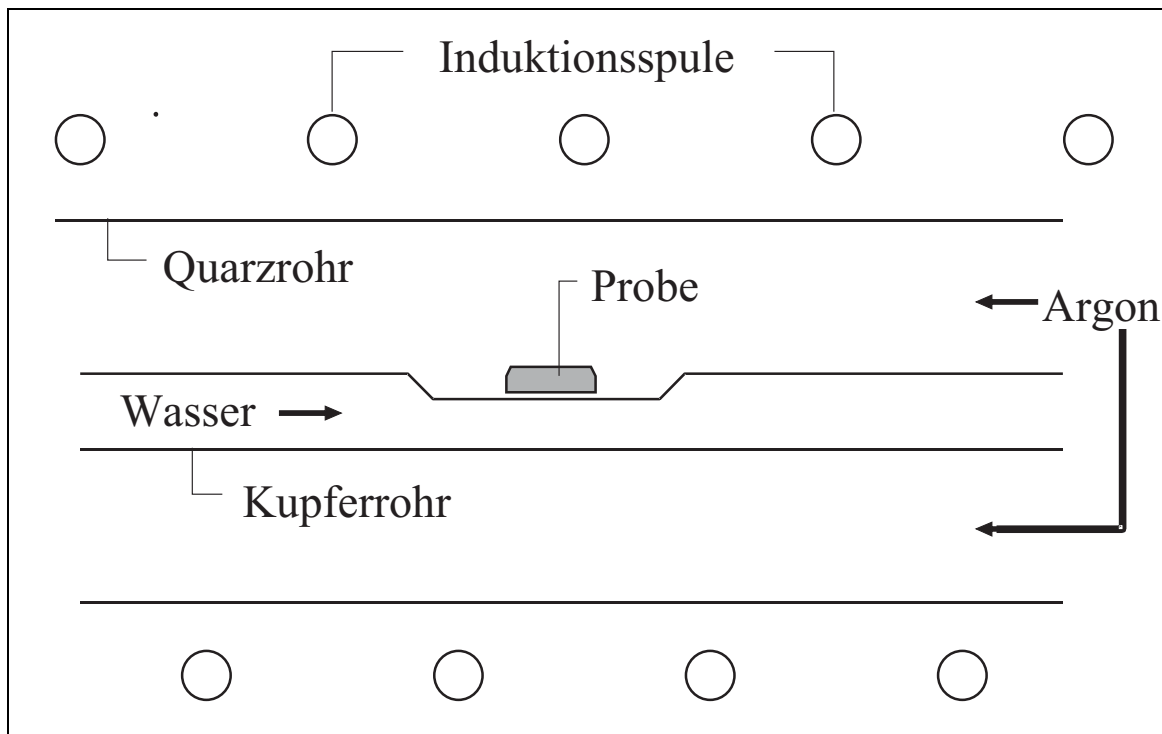 Induktionsspule
Quarzrohr
Probe
Argon
Wasser
Kupferrohr